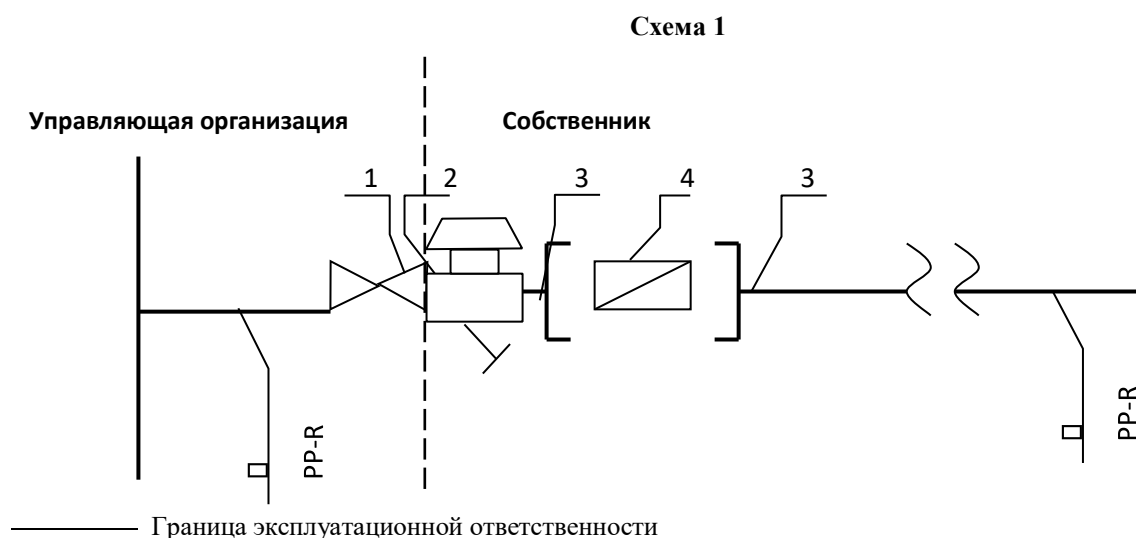 Схема 1
Управляющая организация
Собственник
1
2
3
4
3
PP-R
PP-R
Граница эксплуатационной ответственности